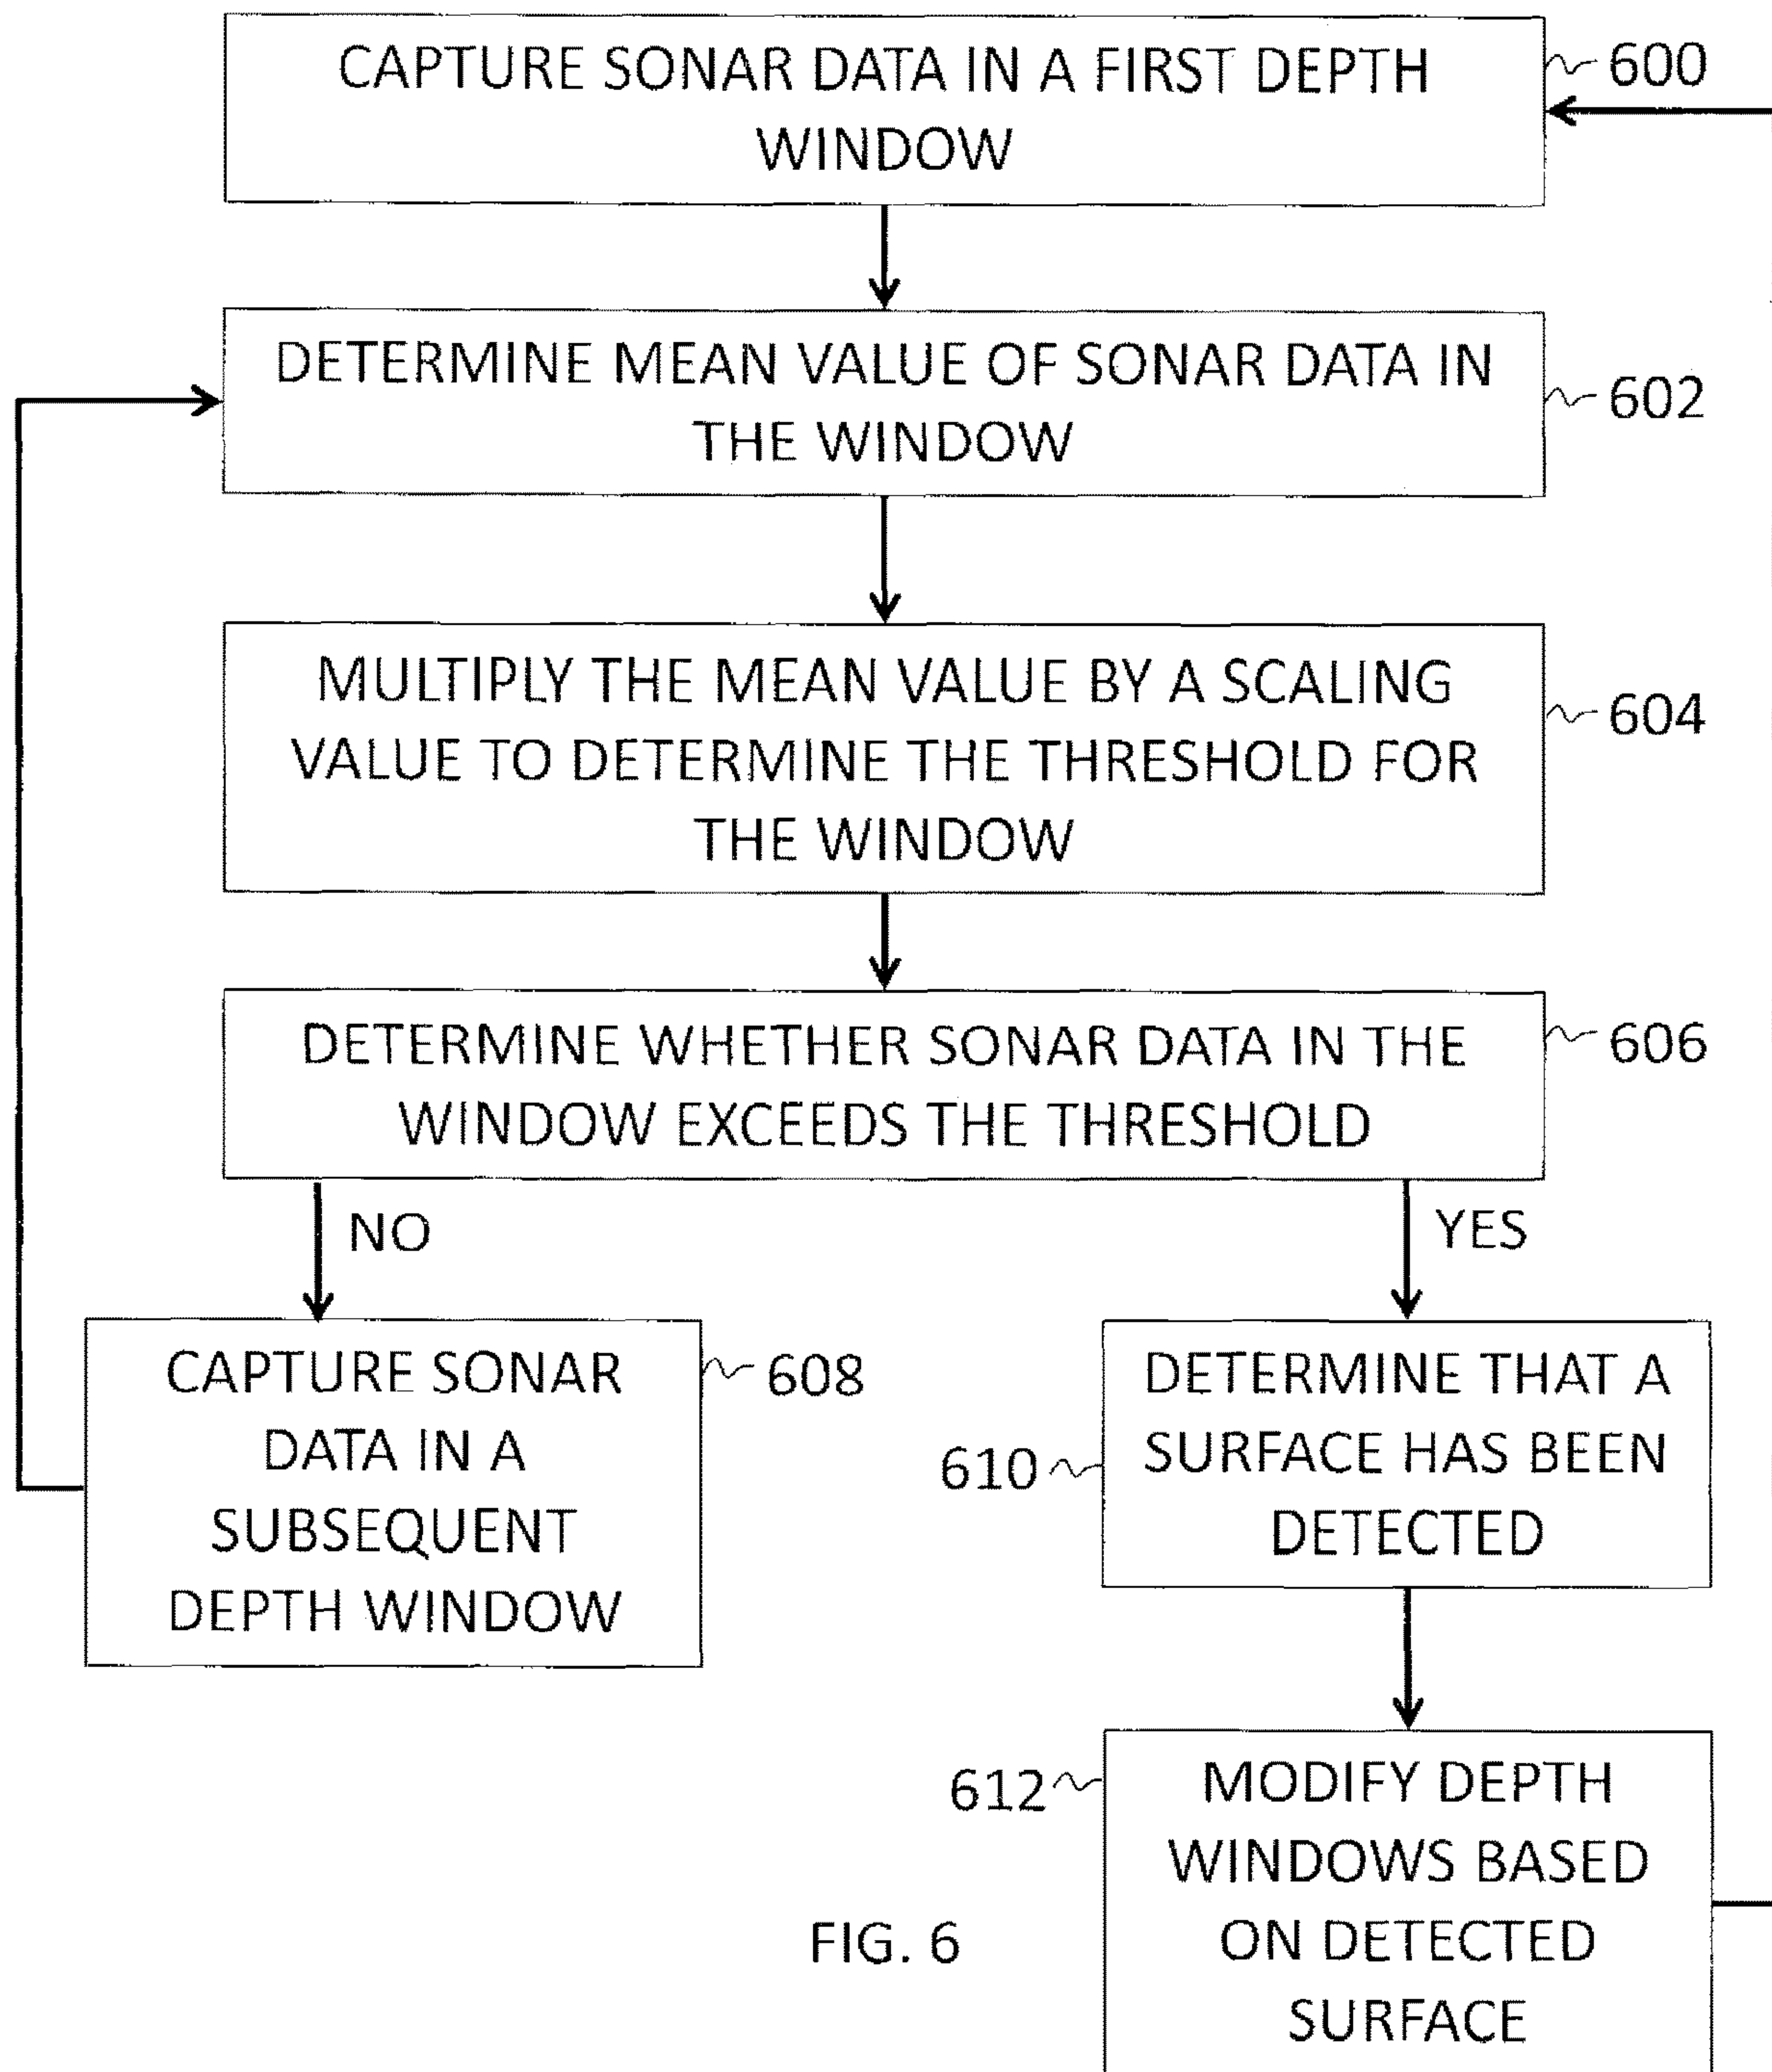 CAPTURE SONAR DATA IN A FIRST DEPTH
WINDOW
600
DETERMINE MEAN VALUE OF SONAR DATA IN
THE WINDOW
602
MULTIPLY THE MEAN VALUE BY A SCALING
VALUE TO DETERMINE THE THRESHOLD FOR
THE WINDOW
604
DETERMINE WHETHER SONAR DATA IN THE
WINDOW EXCEEDS THE THRESHOLD
606
NO
YES
CAPTURE SONAR
DATA IN A
SUBSEQUENT
DEPTH WINDOW
608
DETERMINE THAT A
SURFACE HAS BEEN
DETECTED
610
MODIFY DEPTH
WINDOWS BASED
ON DETECTED
SURFACE
612
FIG. 6